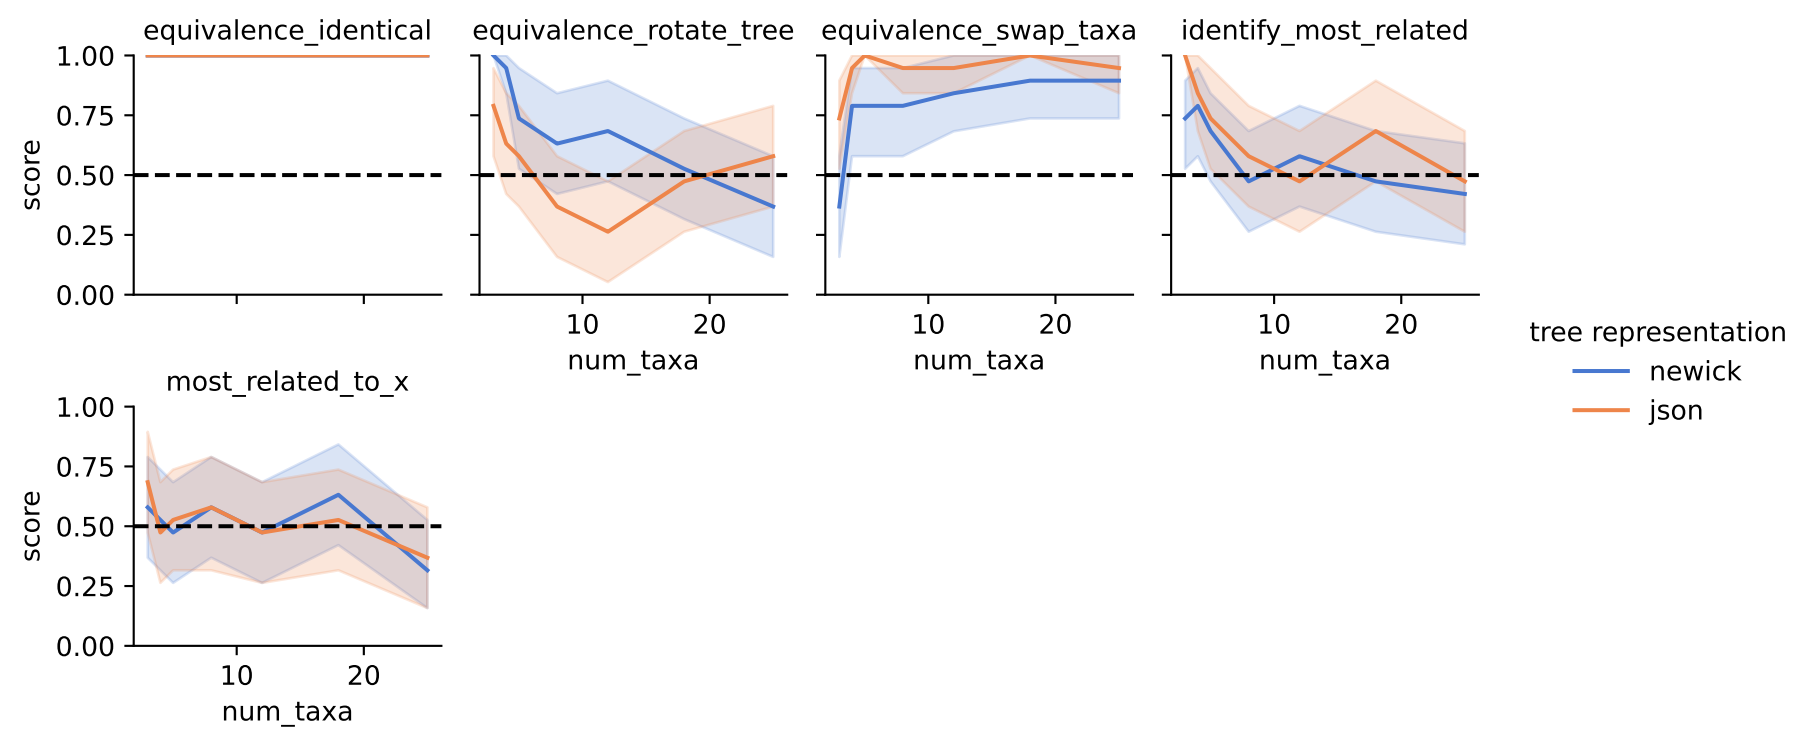 equivalence_identical
equivalence_rotate_tree
equivalence_swap_taxa
identify_most_related
score
1.00
0.75
0.50
0.25
0.00
10 20
num_taxa
10 20
num_taxa
10 20
num_taxa
most_related_to_x
score
1.00
0.75
0.50
0.25
0.00
10 20
num_taxa
tree representation
newick
json